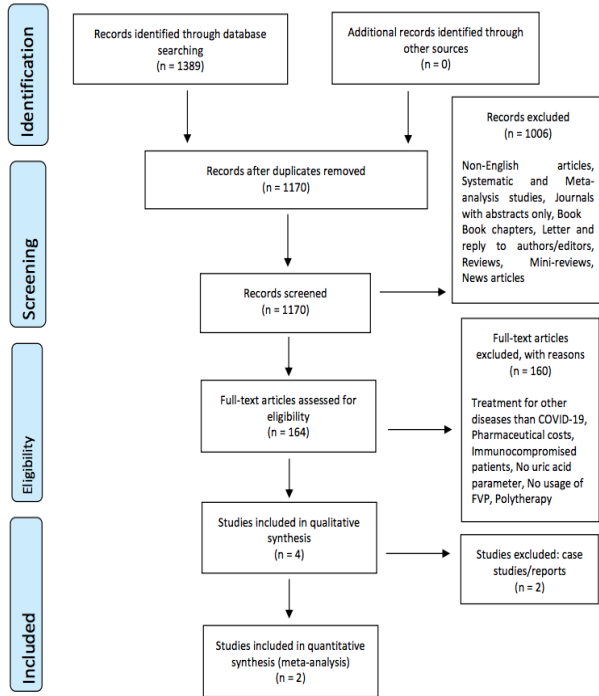 Identification
Records identified through database
searching
(n = 1389)
Additional records identified through
other sources
(n = 0)
Records excluded
(n = 1006)
Non-English articles,
Systematic and Meta-
analysis studies, Journals
with abstracts only, Book
Book chapters, Letter and
reply to authors/editors,
Reviews, Mini-reviews,
News articles
Screening
Records after duplicates removed
(n = 1170)
Records screened
(n = 1170)
Eligibility
Full-text articles assessed for
eligibility
(n = 164)
Full-text articles
excluded, with reasons
(n = 160)
Treatment for other
diseases than COVID-19,
Pharmaceutical costs,
Immunocompromised
patients, No uric acid
parameter, No usage of
FVP, Polytherapy
Included
Studies included in qualitative
synthesis
(n = 4)
Studies excluded: case
studies/reports
(n = 2)
Studies included in quantitative
synthesis (meta-analysis)
(n = 2)